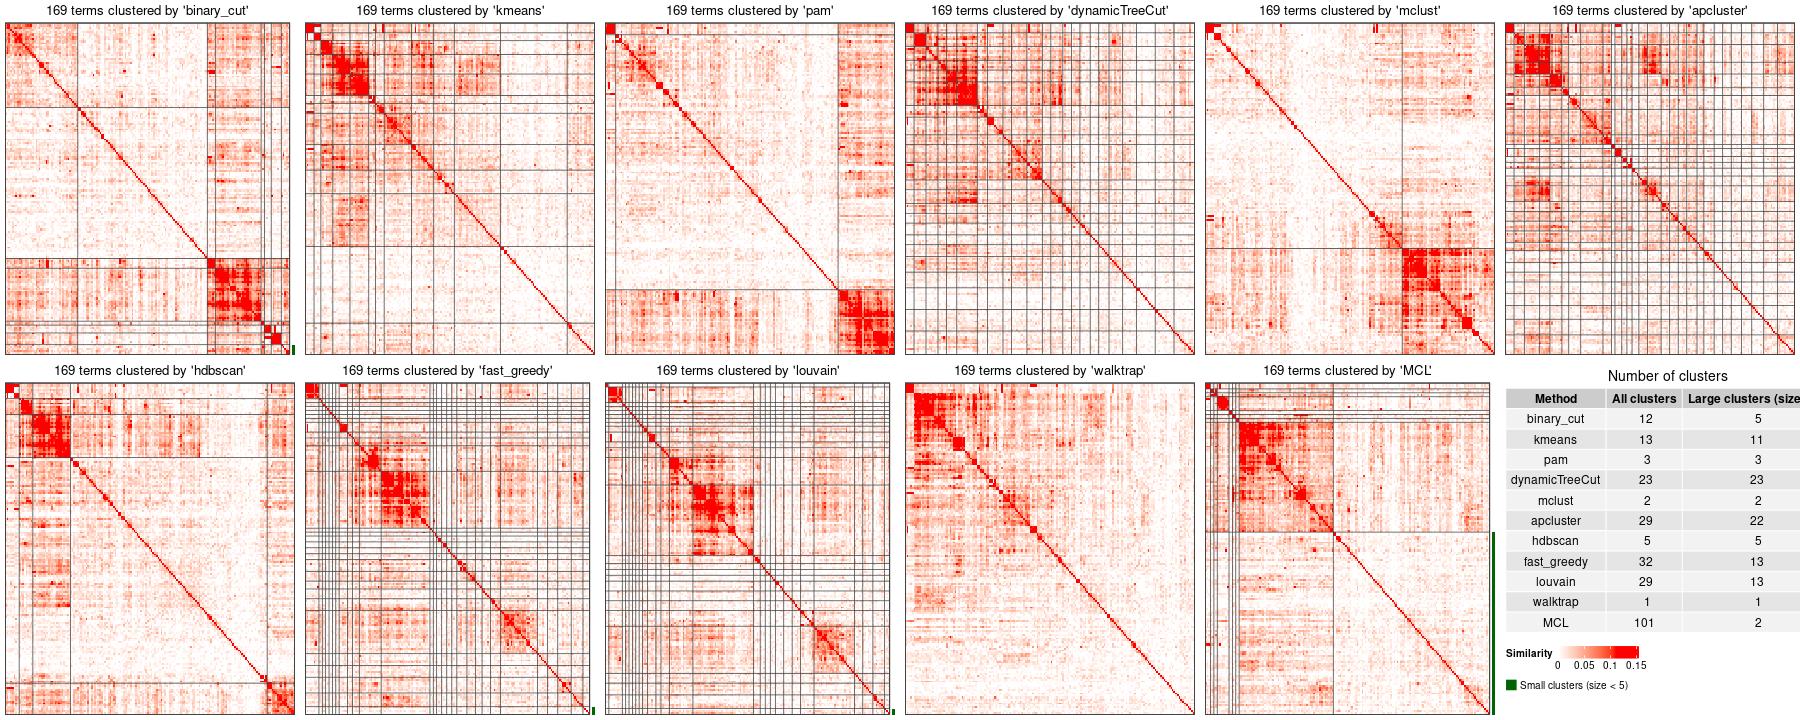 169 terms clustered by 'binary_cut'
169 terms clustered by 'kmeans'
169 terms clustered by 'pam'
169 terms clustered by 'dynamicTreeCut'
169 terms clustered by 'mclust'
169 terms clustered by 'apcluster'
169 terms clustered by 'hdbscan'
169 terms clustered by 'fast_greedy'
169 terms clustered by 'louvain'
169 terms clustered by 'walktrap'
169 terms clustered by 'MCL'
Number of clusters
Method All clusters Large clusters (size
binary_cut 12 5
kmeans 13 11
pam 3 3
dynamicTreeCut 23 23
mclust 2 2
apcluster 29 22
hdbscan 5 5
fast_greedy 32 13
louvain 29 13
walktrap 1 1
MCL 101 2
Similarity
0 0.05 0.1 0.15
Small clusters (size < 5)